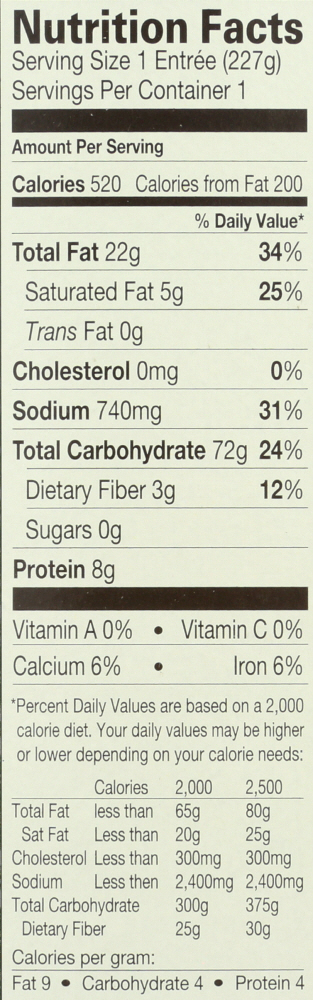 Nutrition Facts
Serving Size 1 Entrée (227g)
Servings Per Container 1
Amount Per Serving
Calories 520 Calories from Fat 200
% Daily Value*
Total Fat 22g 34%
Saturated Fat 5g 25%
Trans Fat 0g
Cholesterol 0mg 0%
Sodium 740mg 31%
Total Carbohydrate 72g 24%
Dietary Fiber 3g 12%
Sugars 0g
Protein 8g
Vitamin A 0% • Vitamin C 0%
Calcium 6% • Iron 6%
*Percent Daily Values are based on a 2,000
calorie diet. Your daily values may be higher
or lower depending on your calorie needs:
Calories 2,000 2,500
Total Fat less than 65g 80g
Sat Fat Less than 20g 25g
Cholesterol Less than 300mg 300mg
Sodium Less then 2,400mg 2,400mg
Total Carbohydrate 300g 375g
Dietary Fiber 25g 30g
Calories per gram:
Fat 9 • Carbohydrate 4 • Protein 4